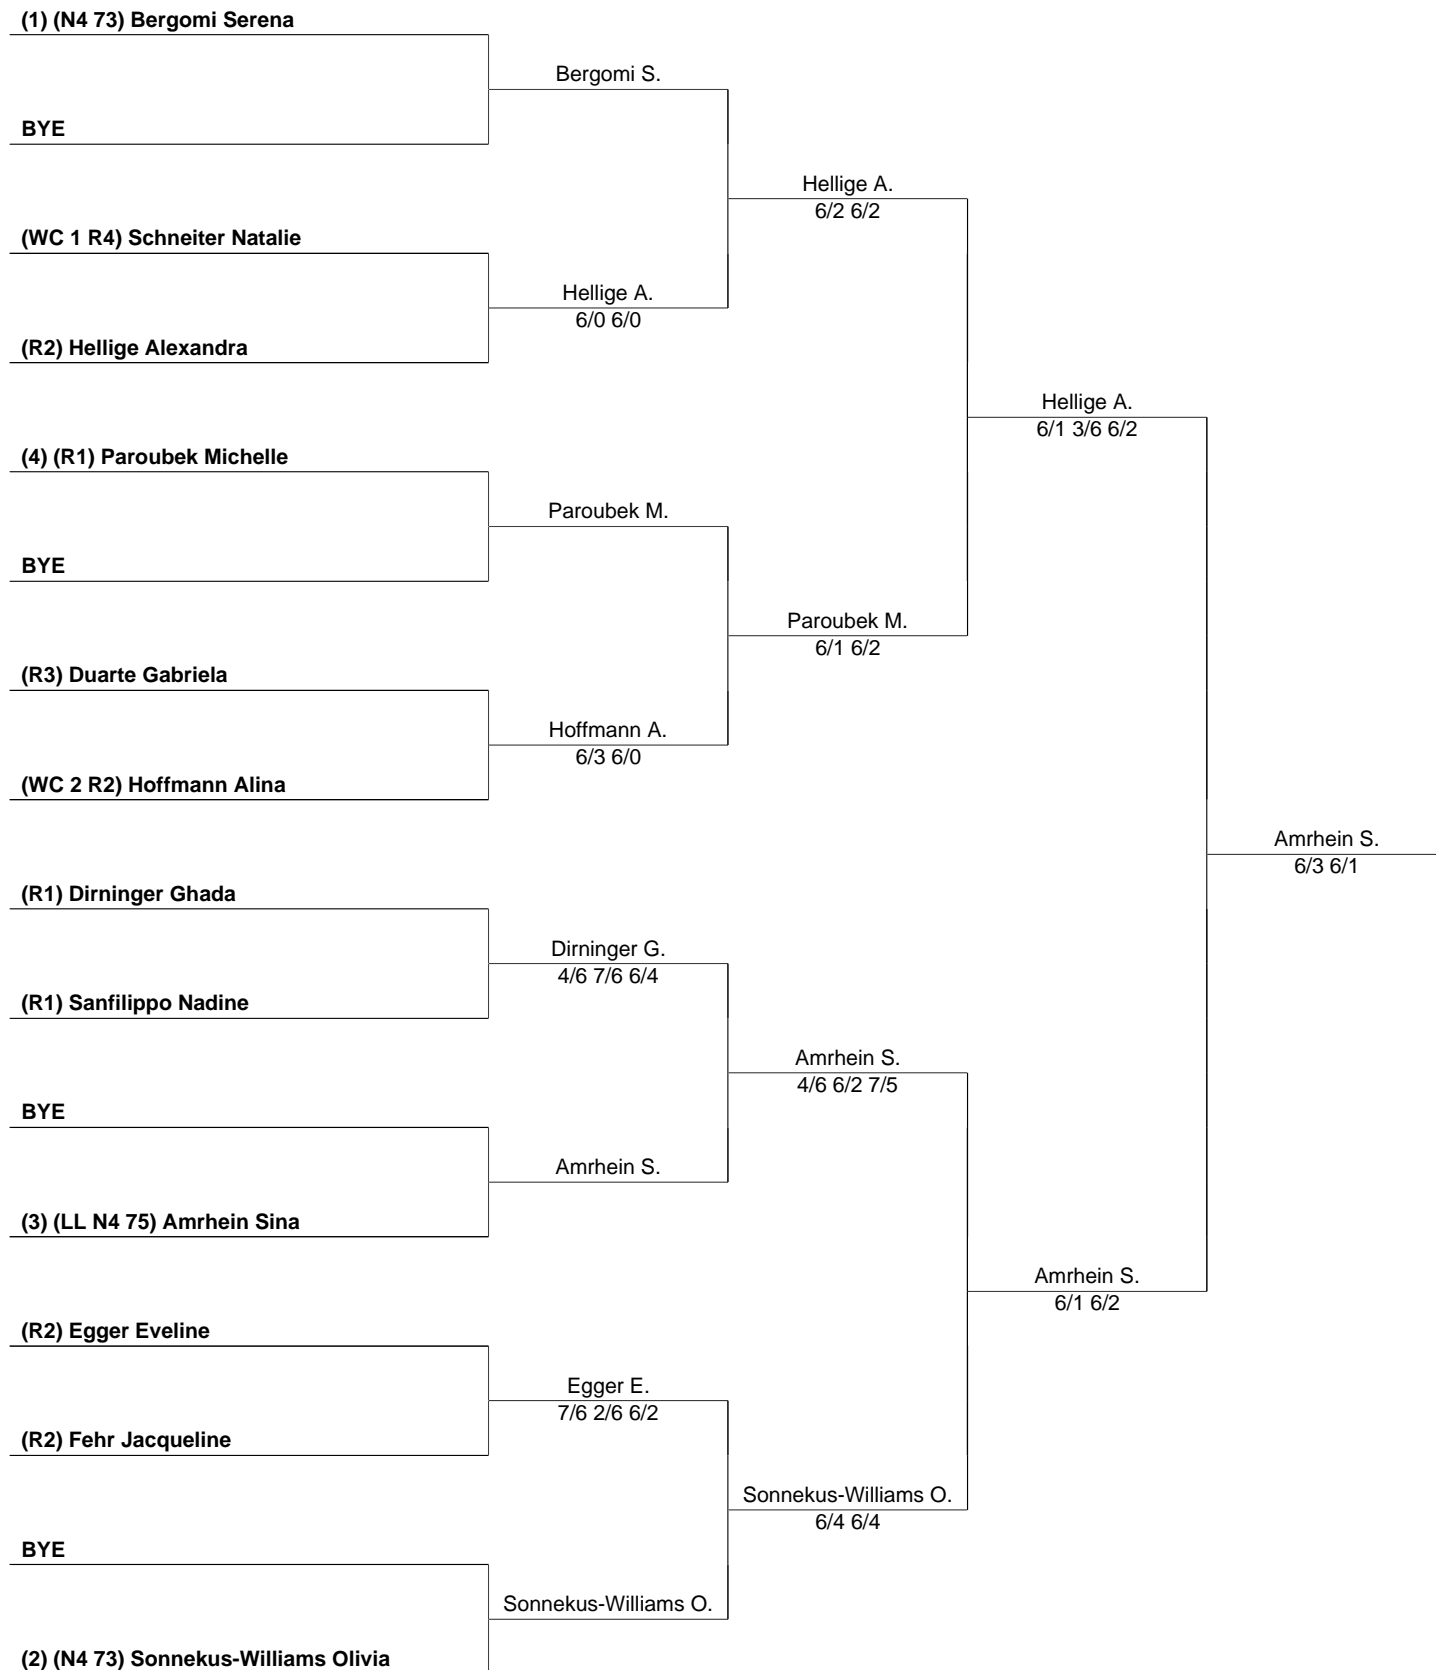 (1) (N4 73) Bergomi Serena
Bergomi S.
BYE
Hellige A.
6/2 6/2
(WC 1 R4) Schneiter Natalie
Hellige A.
6/0 6/0
(R2) Hellige Alexandra
Hellige A.
6/1 3/6 6/2
(4) (R1) Paroubek Michelle
Paroubek M.
BYE
Paroubek M.
6/1 6/2
(R3) Duarte Gabriela
Hoffmann A.
6/3 6/0
(WC 2 R2) Hoffmann Alina
Amrhein S.
6/3 6/1
(R1) Dirninger Ghada
Dirninger G.
4/6 7/6 6/4
(R1) Sanfilippo Nadine
Amrhein S.
4/6 6/2 7/5
BYE
Amrhein S.
(3) (LL N4 75) Amrhein Sina
Amrhein S.
6/1 6/2
(R2) Egger Eveline
Egger E.
7/6 2/6 6/2
(R2) Fehr Jacqueline
Sonnekus-Williams O.
6/4 6/4
BYE
Sonnekus-Williams O.
(2) (N4 73) Sonnekus-Williams Olivia